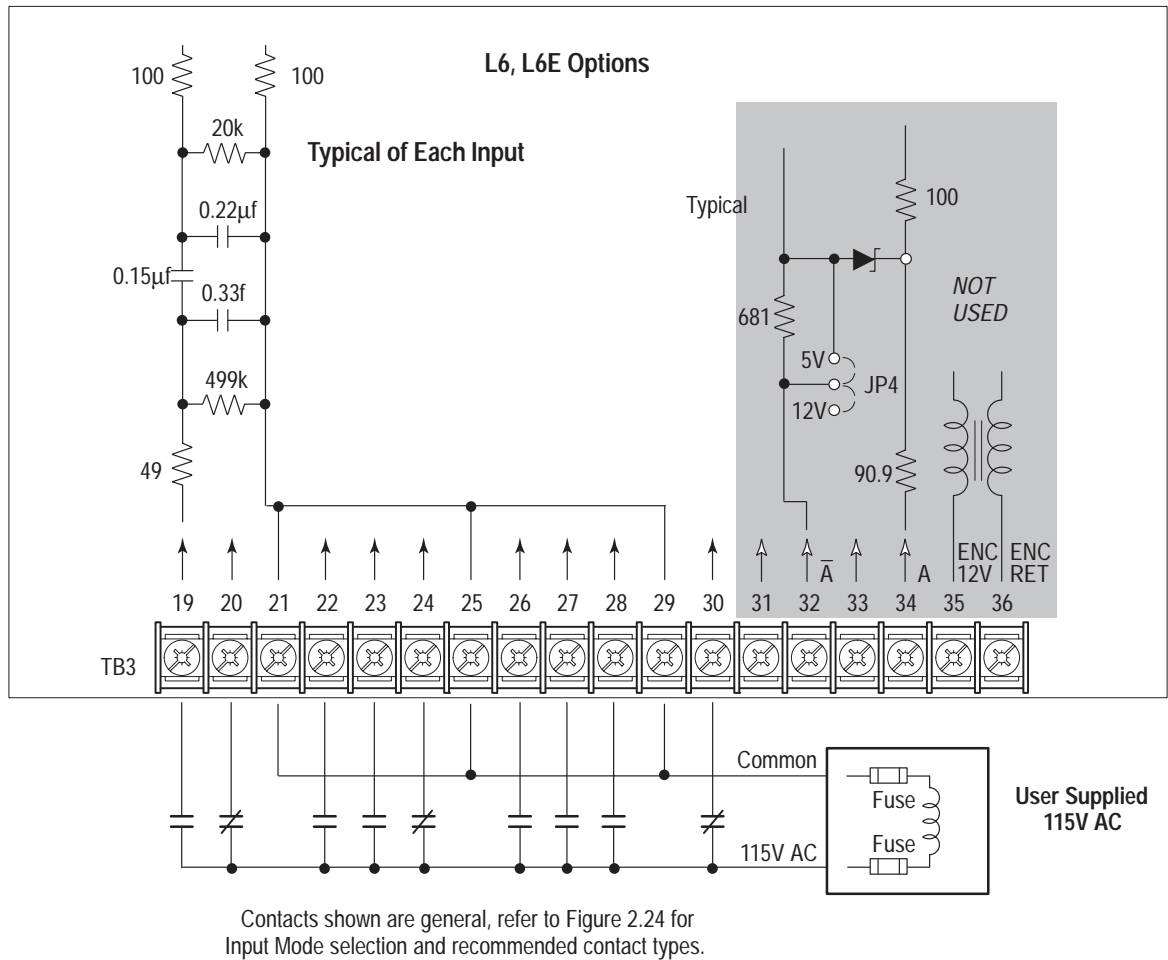 L6, L6E Options
100
100
20k
Typical of Each Input
0.22µf
0.15µf
0.33f
499k
49
Typical
100
NOT
USED
681
5V
JP4
12V
90.9
A̅
A
ENC
12V
ENC
RET
19 20 21 22 23 24 25 26 27 28 29 30 31 32 33 34 35 36
TB3
Common
Fuse
Fuse
115V AC
User Supplied
115V AC
Contacts shown are general, refer to Figure 2.24 for
Input Mode selection and recommended contact types.